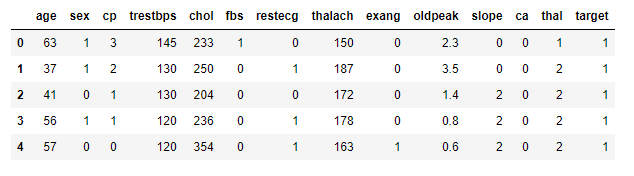 age sex cp trestbps chol fbs restecg thalach exang oldpeak slope ca thal target
0 63 1 3 145 233 1 0 150 0 2.3 0 0 1 1
1 37 1 2 130 250 0 1 187 0 3.5 0 0 2 1
2 41 0 1 130 204 0 0 172 0 1.4 2 0 2 1
3 56 1 1 120 236 0 1 178 0 0.8 2 0 2 1
4 57 0 0 120 354 0 1 163 1 0.6 2 0 2 1